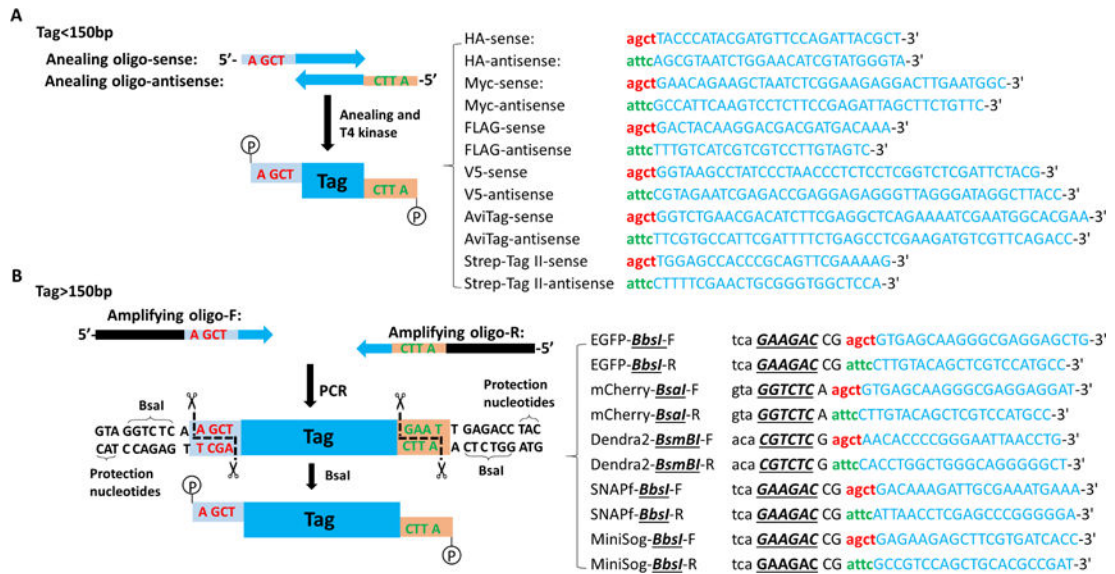 A
Tag<150bp
Anealing oligo-sense: 5'- A GCT
Anealing oligo-antisense: CTT A -5'
Anealing and
T4 kinase
P
A GCT Tag CTT A
P
HA-sense: agctTACCCATACGATGTTCCAGATTACGCT-3'
HA-antisense: attcAGCGTAATCTGGAACATCGTATGGGTA-3'
Myc-sense: agctGAACAGAAGCTAATCTCGGAAGAGGACTTGAATGGC-3'
Myc-antisense attcGCCATTCAAGTCCTCTTCCGAGATTAGCTTCTGTTC-3'
FLAG-sense agctGACTACAAGGACGACGATGACAAA-3'
FLAG-antisense attcTTTGTCATCGTCGTCCTTGTAGTC-3'
V5-sense agctGGTAAGCCTATCCCTAACCCTCTCCTCGGTCTCGATTCTACG-3'
V5-antisense attcCGTAGAATCGAGACCGAGGAGAGGGTTAGGGATAGGCTTACC-3'
AviTag-sense agctGGTCTGAACGACATCTTCGAGGCTCAGAAAATCGAATGGCACGAA-3'
AviTag-antisense attcTTCGTGCCATTCGATTTTCTGAGCCTCGAAGATGTCGTTCAGACC-3'
Strep-Tag II-sense agctTGGAGCCACCCGCAGTTCGAAAAG-3'
Strep-Tag II-antisense attcCTTTTCGAACTGCGGGTGGCTCCA-3'
B
Tag>150bp
Amplifying oligo-F:
5'- A GCT
Amplifying oligo-R:
CTT A -5'
PCR
Protection
nucleotides
BsaI
GTA GGTCTC A A GCT Tag GAA T T GAGACC TAC
CAT CCAGAG T T CGA CTT A A CTCTGG ATG
Protection
nucleotides
BsaI
BsaI
P
A GCT Tag CTT A
P
EGFP-BbsI-F tca GAAGAC CG agctGTGAGCAAGGGCGAGGAGCTG-3'
EGFP-BbsI-R tca GAAGAC CG attcCTTGTACAGCTCGTCCATGCC-3'
mCherry-BsaI-F gta GGTCTC A agctGTGAGCAAGGGCGAGGAGGAT-3'
mCherry-BsaI-R gta GGTCTC A attcCTTGTACAGCTCGTCCATGCC-3'
Dendra2-BsmBI-F aca CGTCTC G agctAACACCCCGGGAATTAACCTG-3'
Dendra2-BsmBI-R aca CGTCTC G attcCACCTGGCTGGGCAGGGGGCT-3'
SNAPf-BbsI-F tca GAAGAC CG agctGACAAAGATTGCGAAATGAAA-3'
SNAPf-BbsI-R tca GAAGAC CG attcATTAACCTCGAGCCCGGGGGA-3'
MiniSog-BbsI-F tca GAAGAC CG agctGAGAAGAGCTTCGTGATCACC-3'
MiniSog-BbsI-R tca GAAGAC CG attcGCCGTCCAGCTGCACGCCGAT-3'